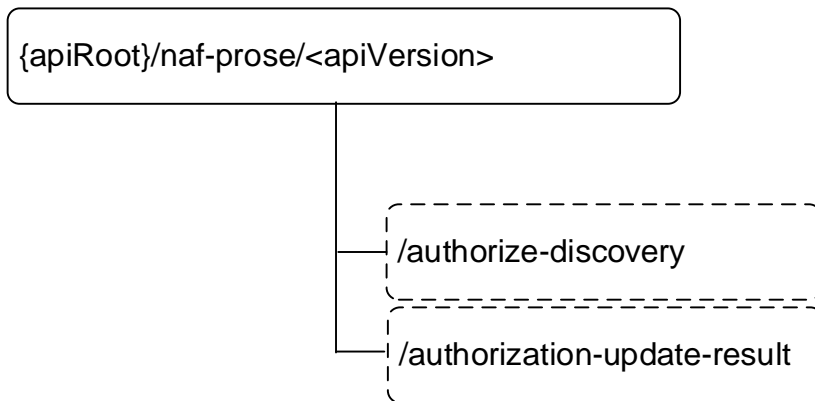 {apiRoot}/naf-prose/<apiVersion>
/authorize-discovery
/authorization-update-result